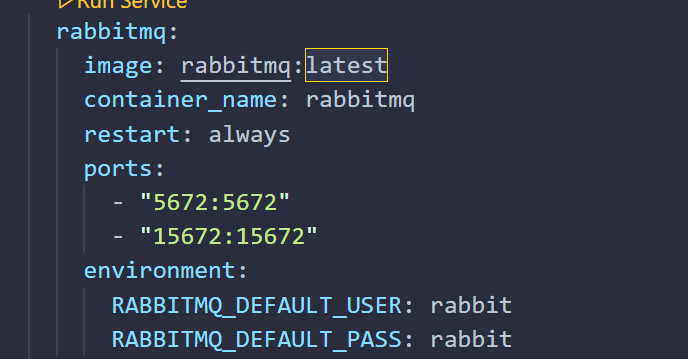 ▷Run Service
rabbitmq:
image: rabbitmq:latest
container_name: rabbitmq
restart: always
ports:
- "5672:5672"
- "15672:15672"
environment:
RABBITMQ_DEFAULT_USER: rabbit
RABBITMQ_DEFAULT_PASS: rabbit